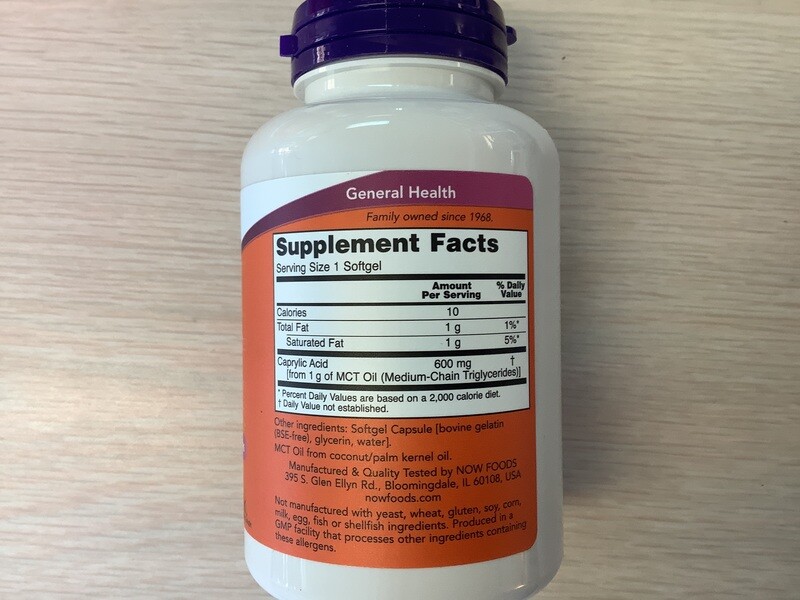 General Health
Family owned since 1968.
Supplement Facts
Serving Size 1 Softgel
Amount Per Serving % Daily Value
Calories 10
Total Fat 1 g 1%*
Saturated Fat 1 g 5%*
Caprylic Acid 600 mg †
[from 1 g of MCT Oil (Medium-Chain Triglycerides)]
* Percent Daily Values are based on a 2,000 calorie diet.
† Daily Value not established.
Other ingredients: Softgel Capsule [bovine gelatin
(BSE-free), glycerin, water].
MCT Oil from coconut/palm kernel oil.
Manufactured & Quality Tested by NOW FOODS
395 S. Glen Ellyn Rd., Bloomingdale, IL 60108, USA
nowfoods.com
Not manufactured with yeast, wheat, gluten, soy, corn,
milk, egg, fish or shellfish ingredients. Produced in a
GMP facility that processes other ingredients containing
these allergens.